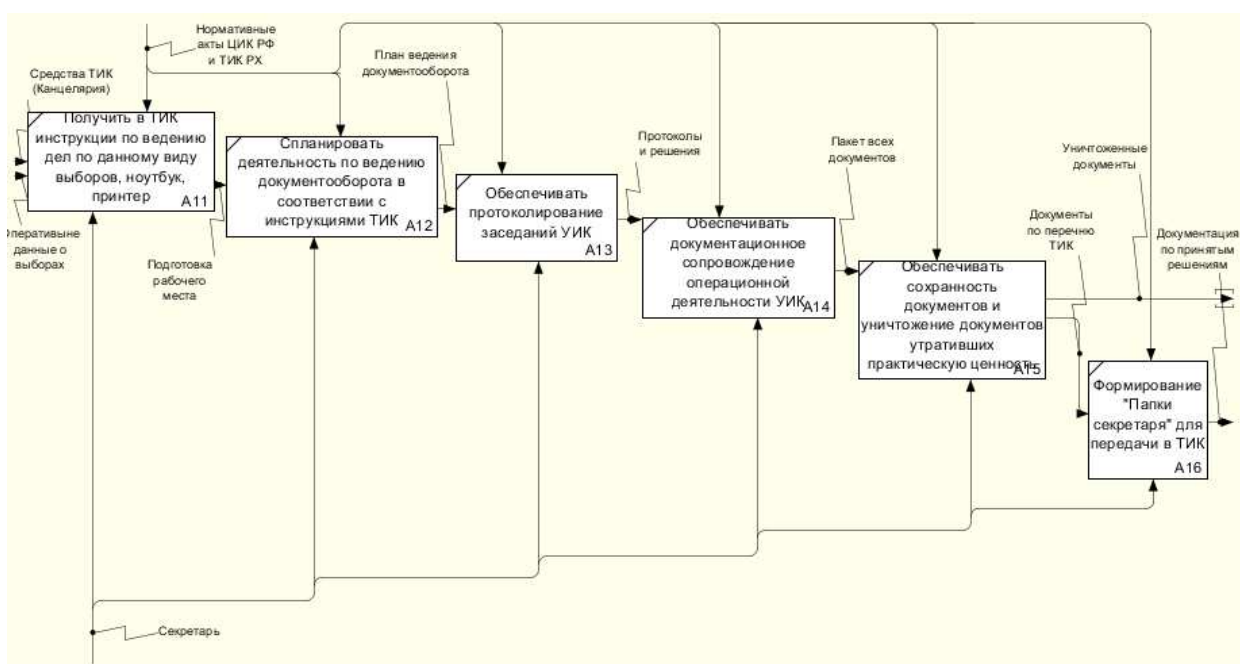 Нормативные
акты ЦИК РФ
и ТИК РХ
Средства ТИК
(Канцелярия)
План ведения
документооборота
Получить в ТИК
инструкции по ведению
дел по данному виду
выборов, ноутбук,
принтер
A11
Оперативыне
данные о
выборах
Подготовка
рабочего
места
Спланировать
деятельность по ведению
документооборота в
соответствии с
инструкциями ТИК
A12
Обеспечивать
протоколирование
заседаний УИК
A13
Протоколы
и решения
Обеспечивать
документационное
сопровождение
операционной
деятельности УИК
A14
Пакет всех
документов
Обеспечивать
сохранность
документов и
уничтожение документов
утративших
практическую ценность
A15
Уничтоженные
документы
Документы
по перечню
ТИК
Документация
по принятым
решениям
Формирование
"Папки
секретаря" для
передачи в ТИК
A16
Секретарь